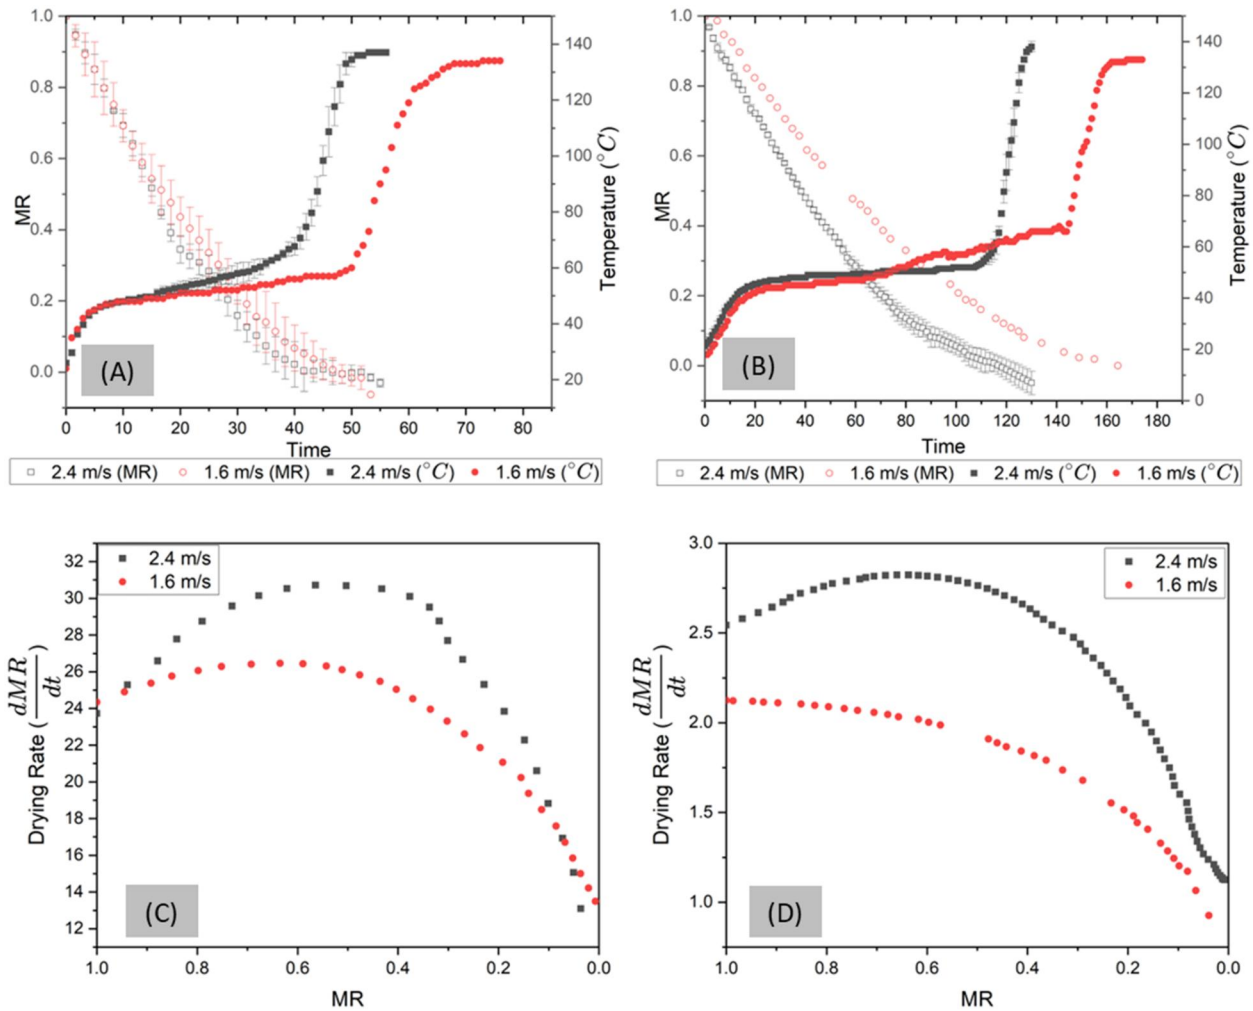 1.0
0.8
0.6
0.4
0.2
0.0
MR
140
120
100
80
60
40
20
Temperature (°C)
(A)
0 10 20 30 40 50 60 70 80
Time
2.4 m/s (MR) 1.6 m/s (MR) 2.4 m/s (°C) 1.6 m/s (°C)
1.0
0.8
0.6
0.4
0.2
0.0
MR
140
120
100
80
60
40
20
0
Temperature (°C)
(B)
0 20 40 60 80 100 120 140 160 180
Time
2.4 m/s (MR) 1.6 m/s (MR) 2.4 m/s (°C) 1.6 m/s (°C)
32
30
28
26
24
22
20
18
16
14
12
Drying Rate (dMR/dt)
2.4 m/s
1.6 m/s
(C)
1.0 0.8 0.6 0.4 0.2 0.0
MR
3.0
2.5
2.0
1.5
1.0
Drying Rate (dMR/dt)
2.4 m/s
1.6 m/s
(D)
1.0 0.8 0.6 0.4 0.2 0.0
MR